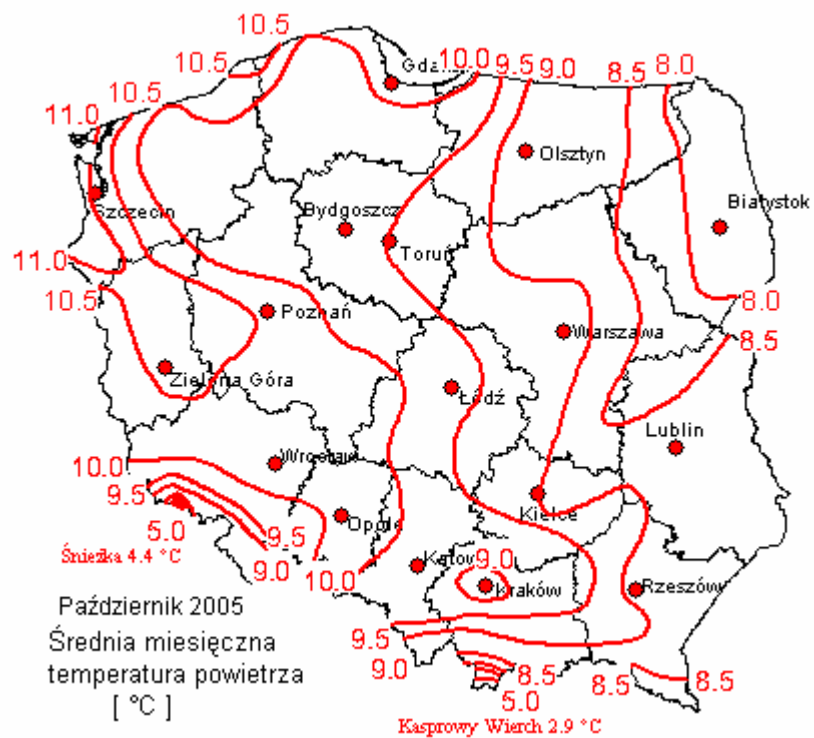 10.5
10.5
10.5
11.0
Gda
10.0
9.5
9.0
8.5
8.0
Olsztyn
Szczecin
Bydgoszcz
Toruń
Białystok
11.0
10.5
8.0
8.5
Poznań
Warszawa
Zielona Góra
Łódź
Lublin
10.0
Wrocław
9.5
5.0
Śnieżka 4.4 °C
Opole
Kielce
9.5
9.0
10.0
Katow
9.0
Kraków
Rzeszów
Październik 2005
Średnia miesięczna
temperatura powietrza
[ °C ]
9.5
9.0
8.5
5.0
8.5
8.5
Kasprowy Wierch 2.9 °C